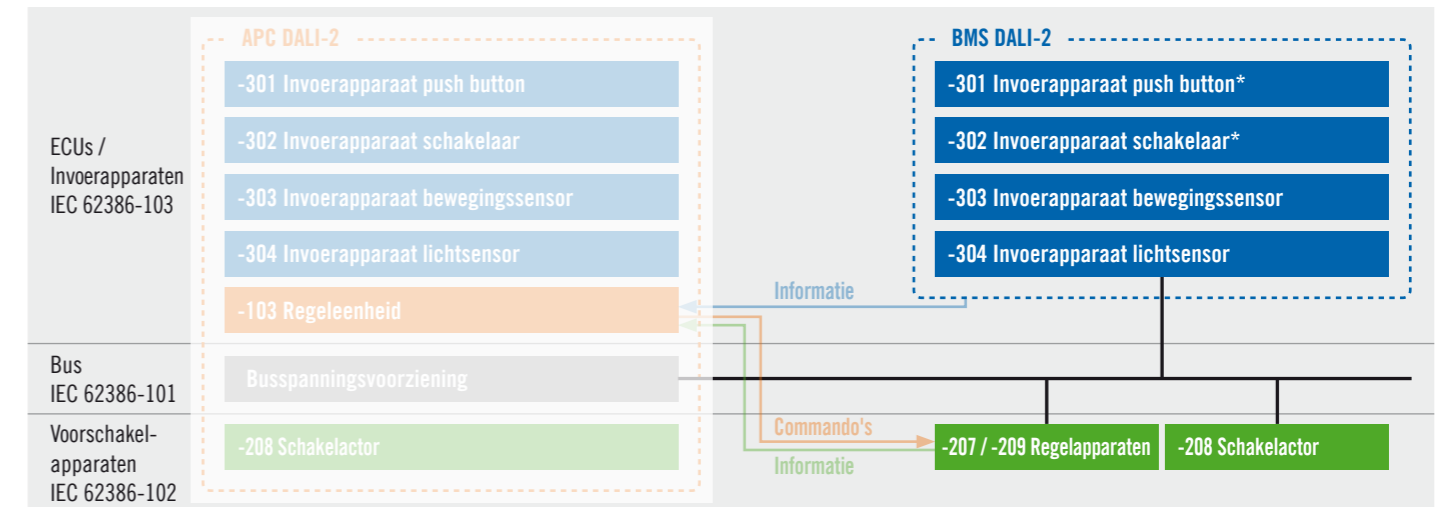 APC DALI-2
BMS DALI-2
ECUs /
Invoerapparaten
IEC 62386-103
-301 Invoerapparaat push button
-302 Invoerapparaat schakelaar
-303 Invoerapparaat bewegingssensor
-304 Invoerapparaat lichtsensor
-103 Regeleenheid
-301 Invoerapparaat push button*
-302 Invoerapparaat schakelaar*
-303 Invoerapparaat bewegingssensor
-304 Invoerapparaat lichtsensor
Informatie
Bus
IEC 62386-101
Busspanningsvoorziening
Voorschakel-
apparaten
IEC 62386-102
-208 Schakelactor
Commando's
Informatie
-207 / -209 Regelapparaten
-208 Schakelactor